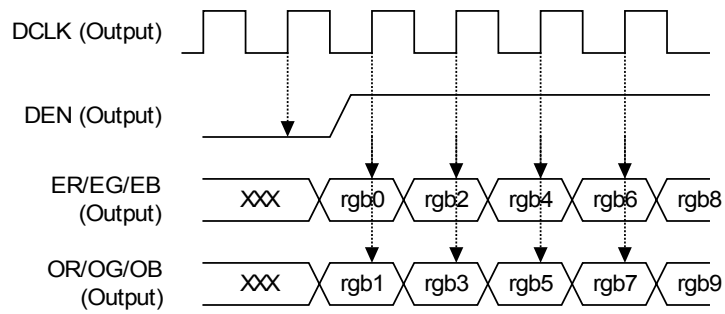 DCLK (Output)
DEN (Output)
ER/EG/EB
(Output)
XXX rgb0 rgb2 rgb4 rgb6 rgb8
OR/OG/OB
(Output)
XXX rgb1 rgb3 rgb5 rgb7 rgb9